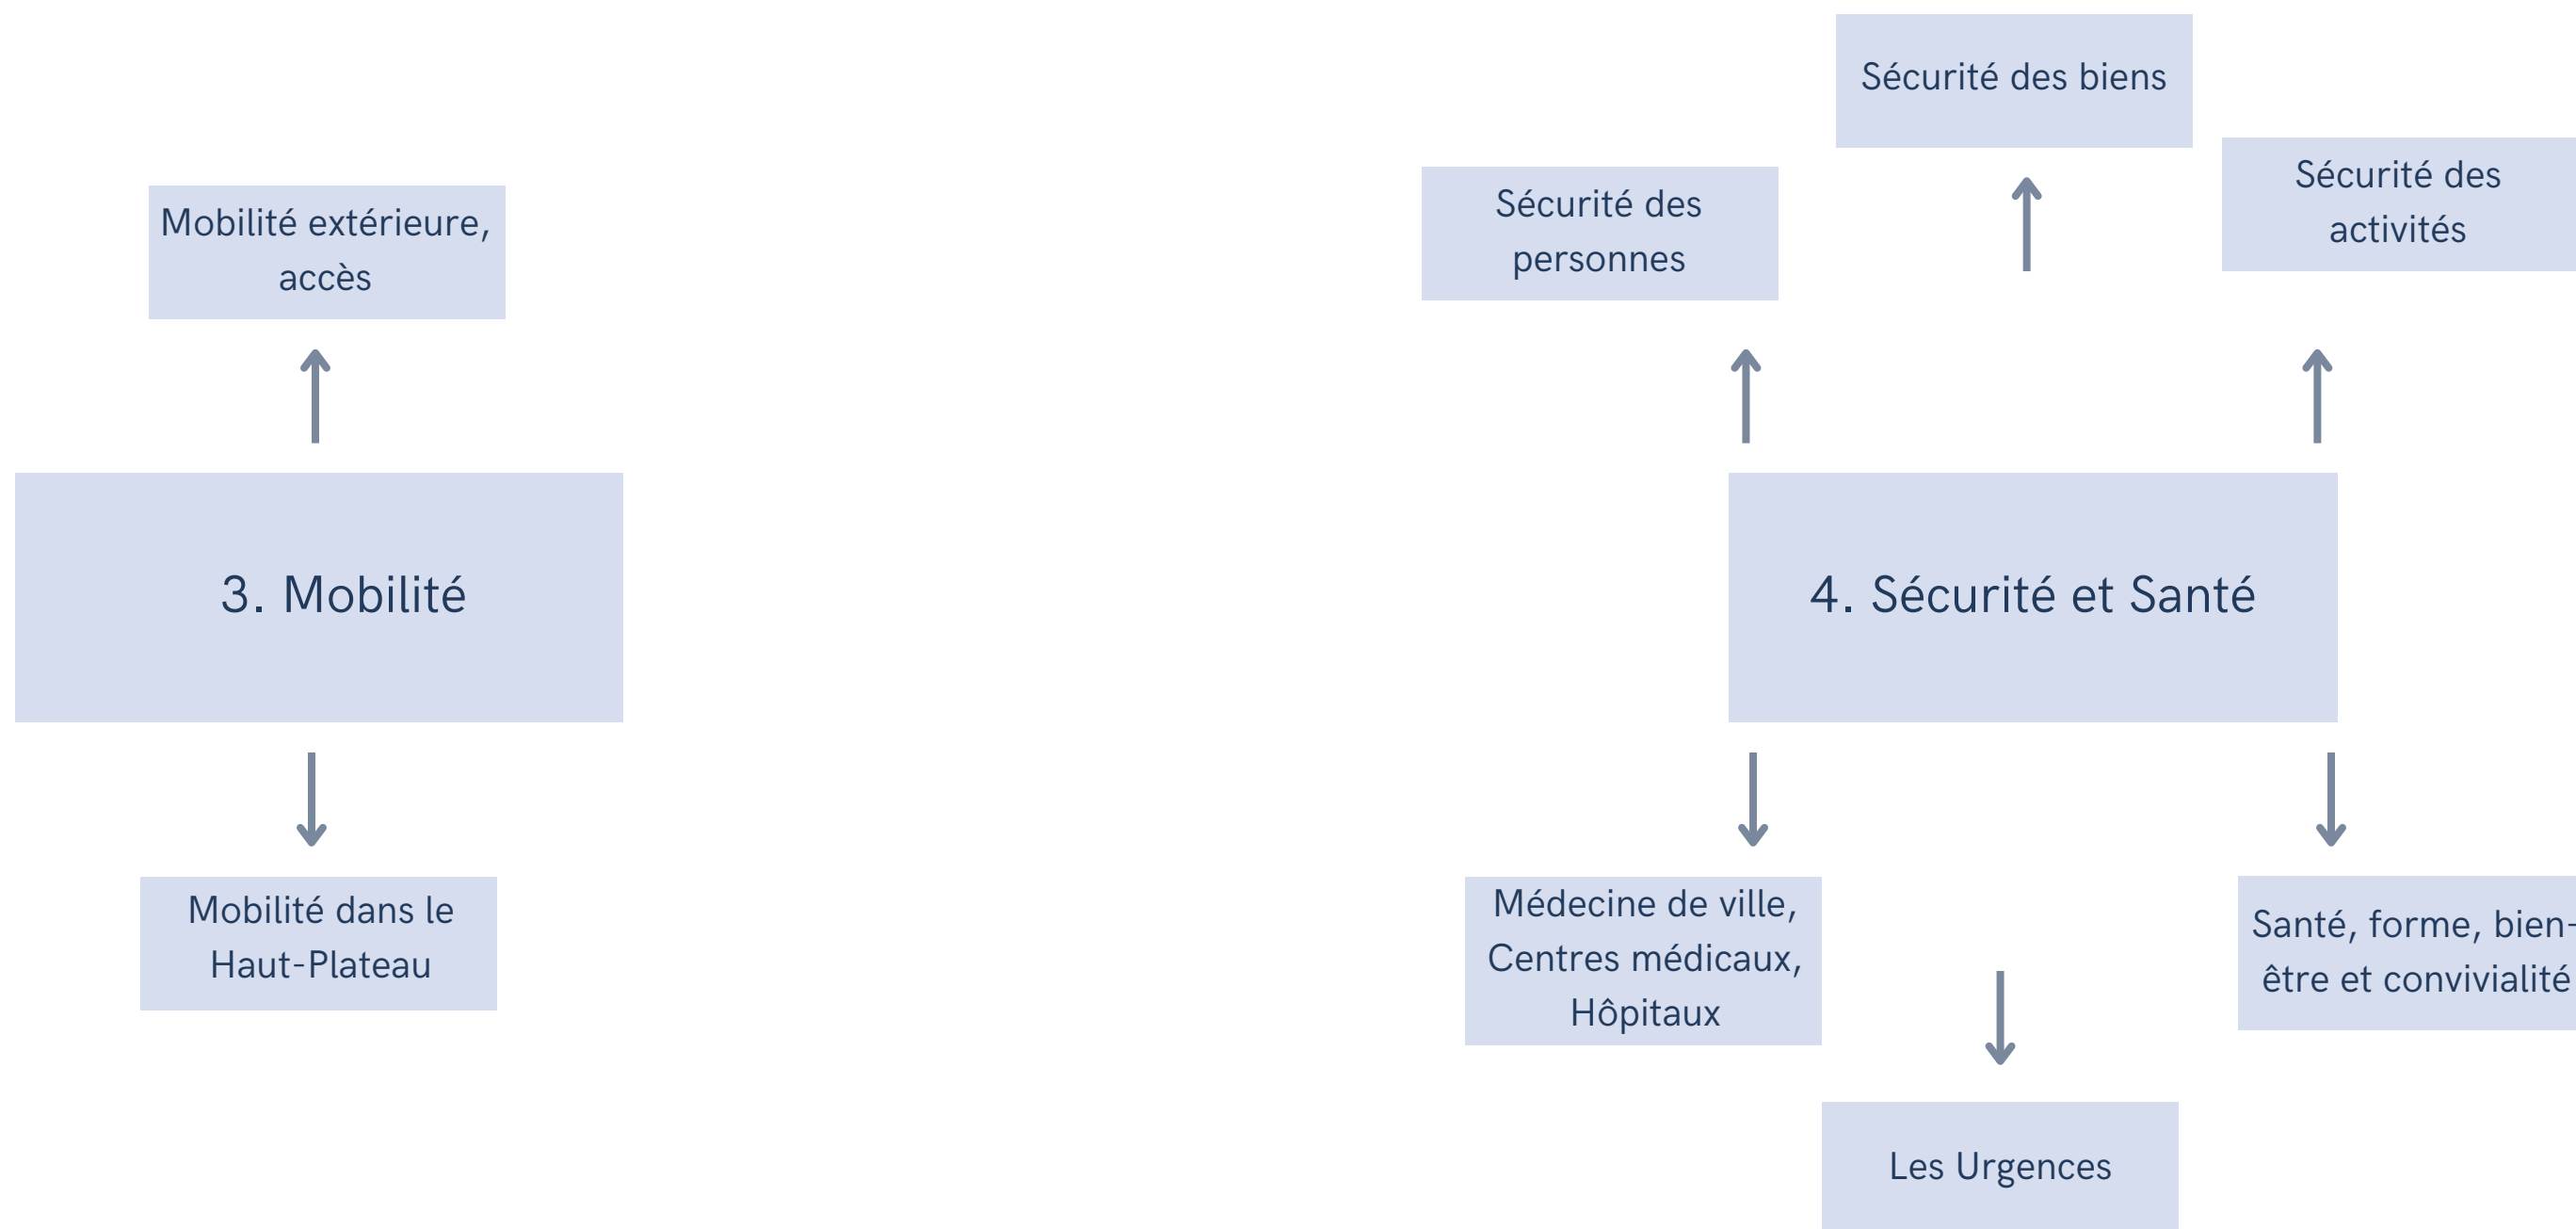 Mobilité extérieure,
accès
3. Mobilité
Mobilité dans le
Haut-Plateau
Sécurité des biens
Sécurité des
personnes
Sécurité des
activités
4. Sécurité et Santé
Médecine de ville,
Centres médicaux,
Hôpitaux
Santé, forme, bien-
être et convivialité
Les Urgences